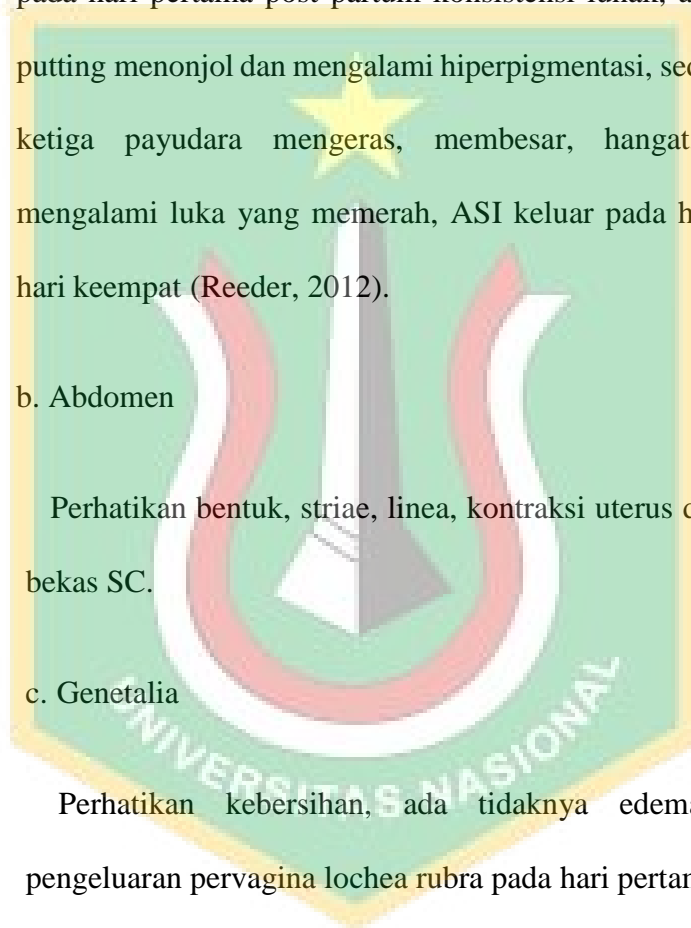 pada hari pertama post partum konsistensi lunak,
putting menonjol dan mengalami hiperpigmentasi,
ketiga payudara mengeras, membesar, hangat
mengalami luka yang memerah, ASI keluar pada
hari keempat (Reeder, 2012).
b. Abdomen
Perhatikan bentuk, striae, linea, kontraksi uterus
bekas SC.
c. Genetalia
Perhatikan kebersihan, ada tidaknya edema
pengeluaran pervagina lochea rubra pada hari
UNIVERSITAS NASIONAL